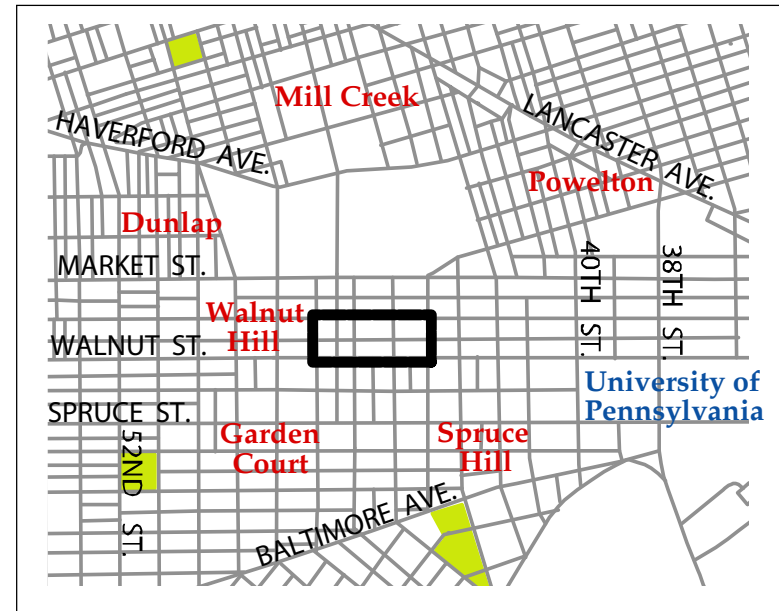 Mill Creek
HAVERFORD AVE.
LANCASTER AVE.
Powelton
Dunlap
MARKET ST.
40TH ST.
38TH ST.
Walnut
Hill
WALNUT ST.
University of
Pennsylvania
SPRUCE ST.
Garden
Court
Spruce
Hill
52ND ST.
BALTIMORE AVE.